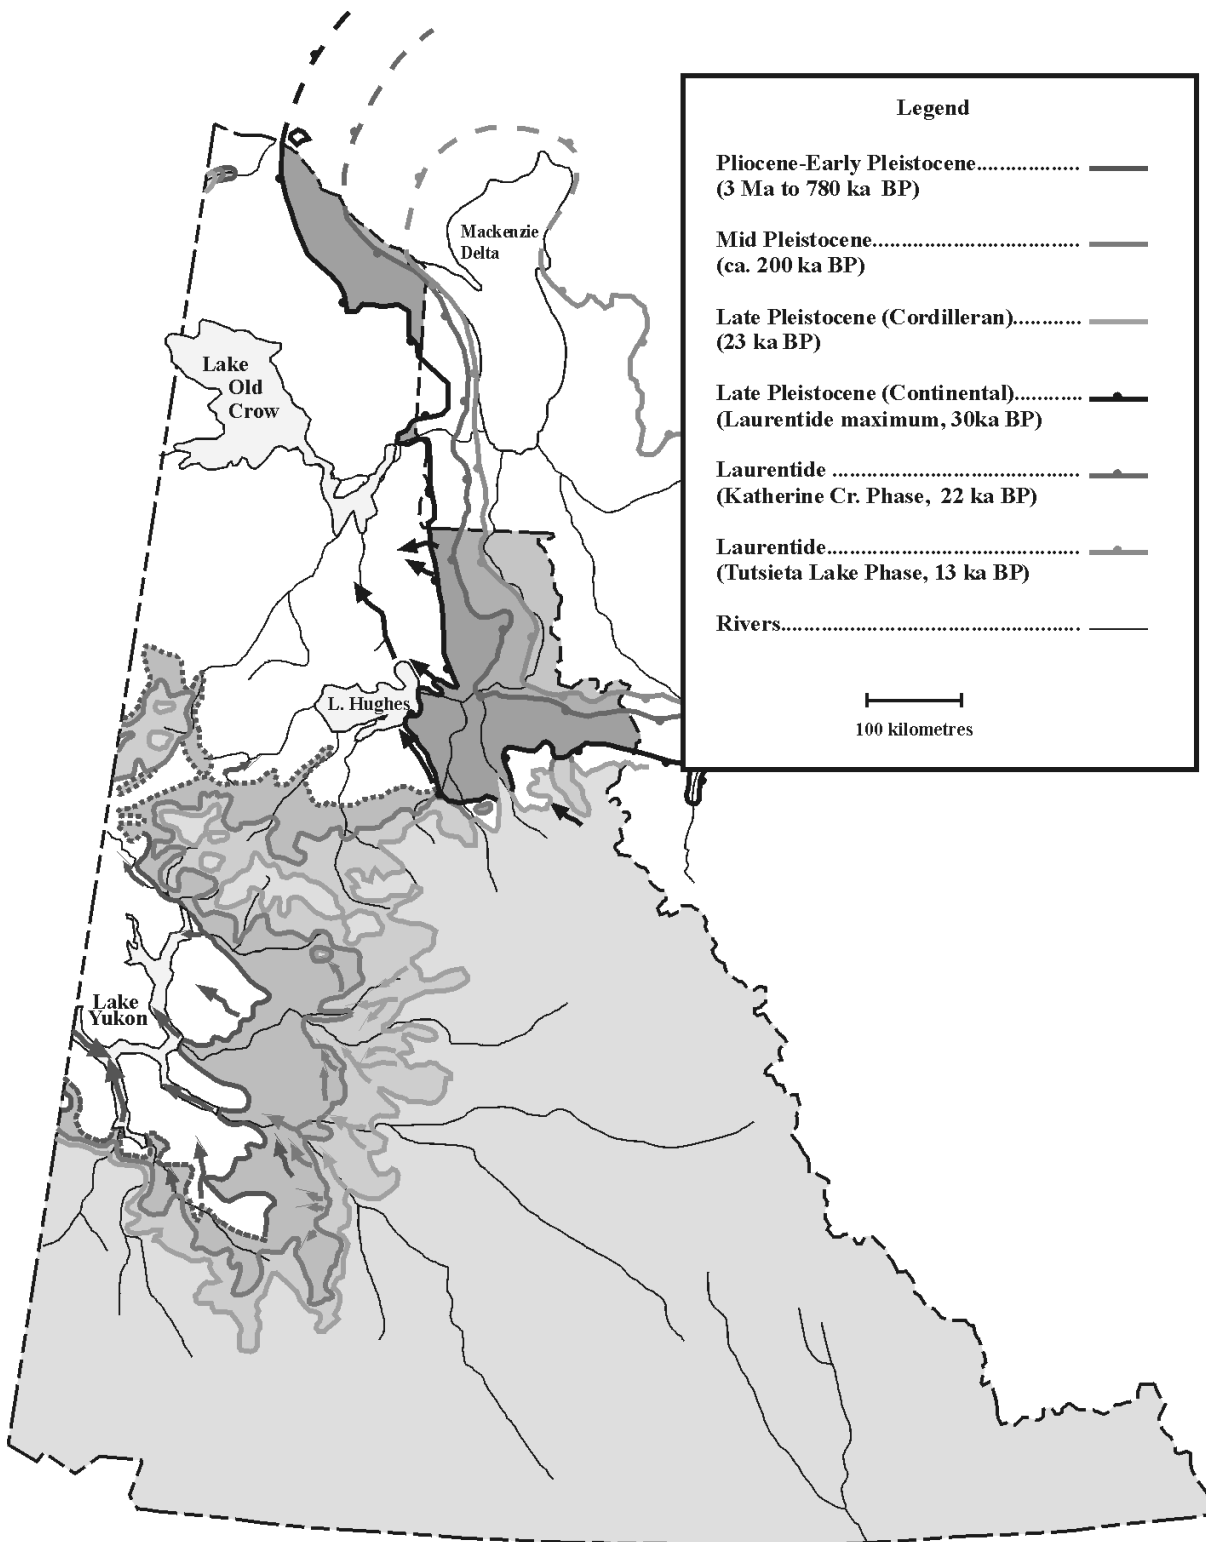 Legend
Pliocene-Early Pleistocene
(3 Ma to 780 ka BP)
Mid Pleistocene
(ca. 200 ka BP)
Late Pleistocene (Cordilleran)
(23 ka BP)
Late Pleistocene (Continental)
(Laurentide maximum, 30ka BP)
Laurentide
(Katherine Cr. Phase, 22 ka BP)
Laurentide
(Tutsieta Lake Phase, 13 ka BP)
Rivers
100 kilometres
Mackenzie
Delta
Lake
Old
Crow
L. Hughes
Lake
Yukon